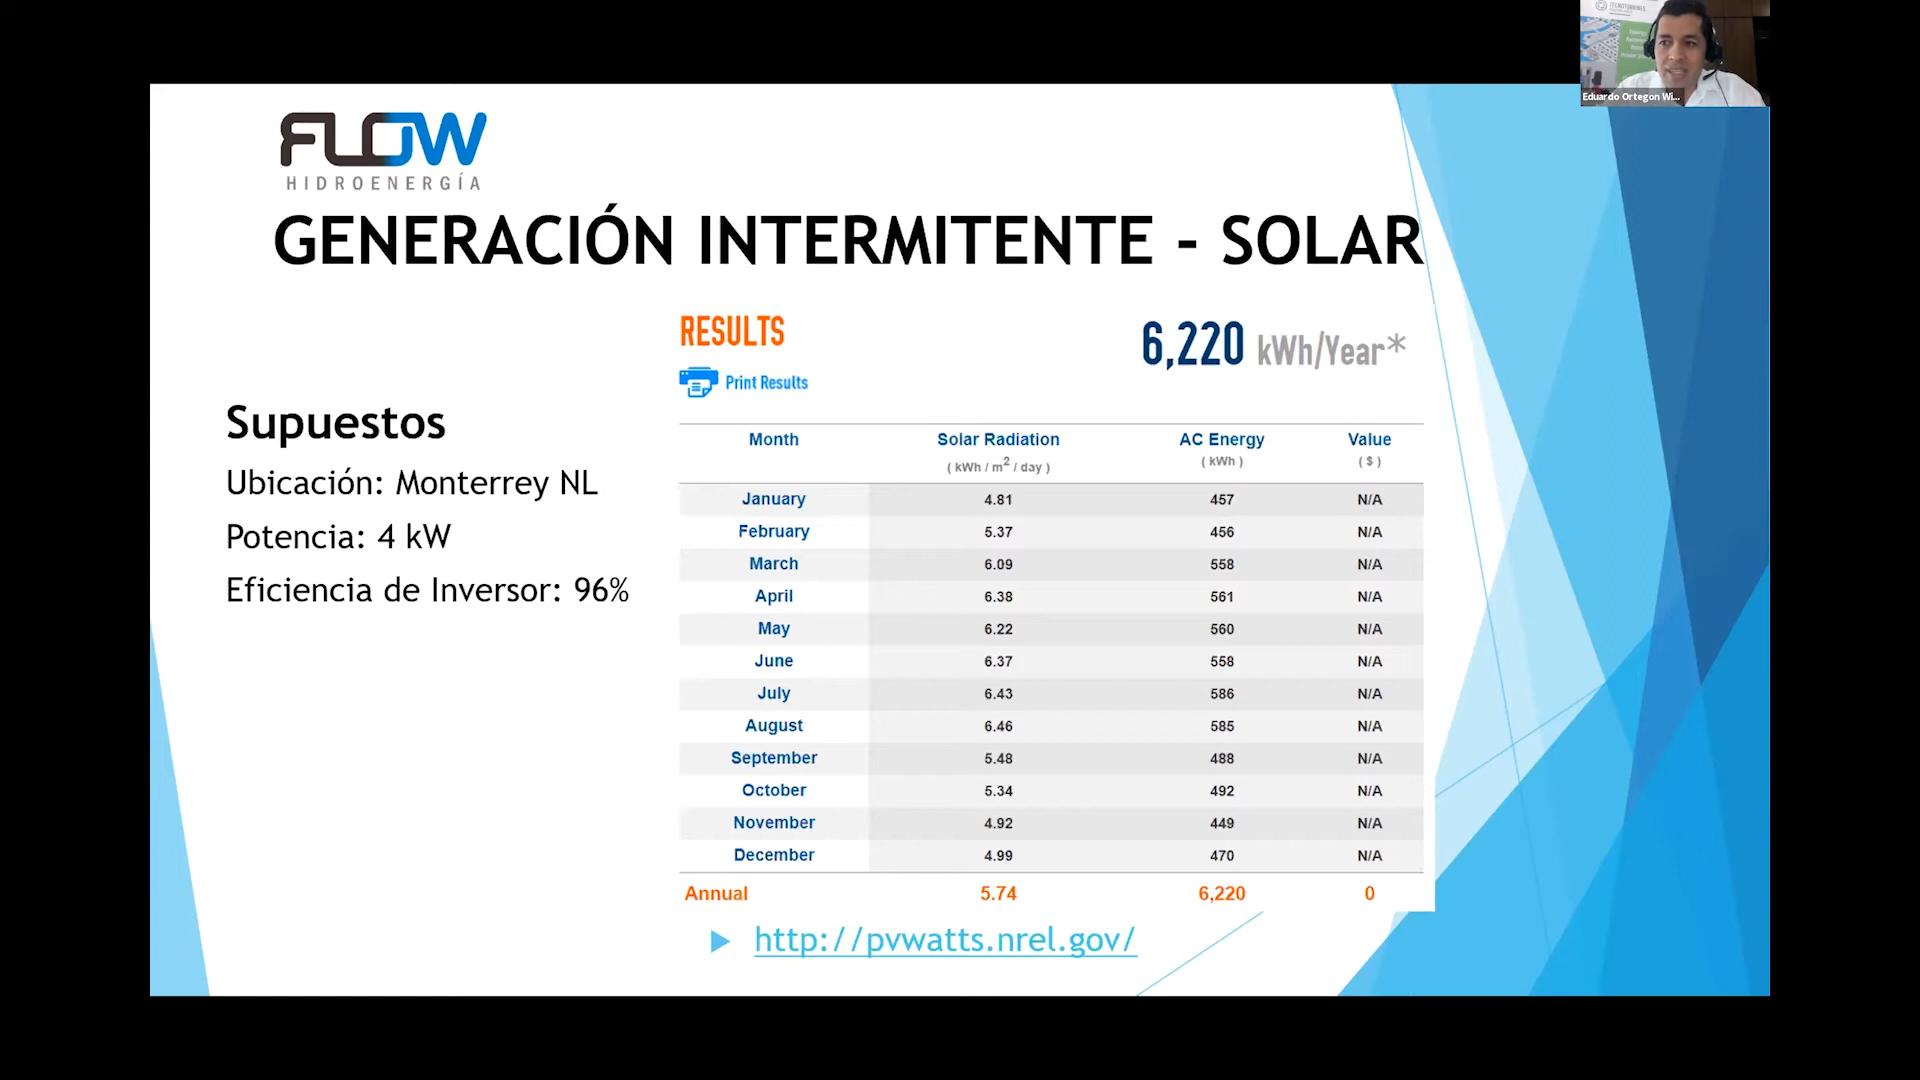 TECNOTURBINES
Eduardo Ortegon Wi...
FLOW
HIDROENERGÍA
GENERACIÓN INTERMITENTE - SOLAR
Supuestos
Ubicación: Monterrey NL
Potencia: 4 kW
Eficiencia de Inversor: 96%
RESULTS
6,220 kWh/Year*
Print Results
Month Solar Radiation AC Energy Value
( kWh / m2 / day ) ( kWh ) ( $ )
January 4.81 457 N/A
February 5.37 456 N/A
March 6.09 558 N/A
April 6.38 561 N/A
May 6.22 560 N/A
June 6.37 558 N/A
July 6.43 586 N/A
August 6.46 585 N/A
September 5.48 488 N/A
October 5.34 492 N/A
November 4.92 449 N/A
December 4.99 470 N/A
Annual 5.74 6,220 0
http://pvwatts.nrel.gov/